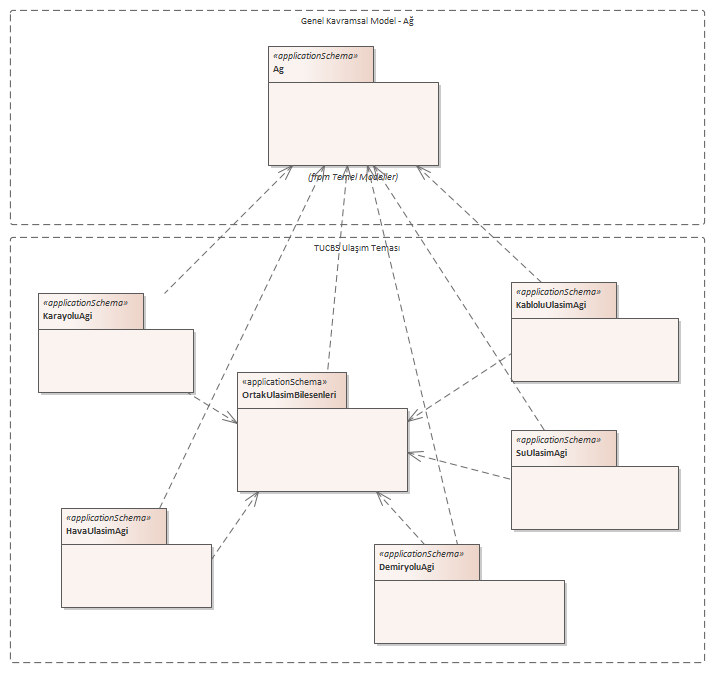 Genel Kavramsal Model - Ağ
«applicationSchema»
Ag
(from Temel Modeller)
TUCBS Ulaşım Teması
«applicationSchema»
KarayoluAgi
«applicationSchema»
KabloluUlasimAgi
«applicationSchema»
OrtakUlasimBilesenleri
«applicationSchema»
SuUlasimAgi
«applicationSchema»
HavaUlasimAgi
«applicationSchema»
DemiryoluAgi